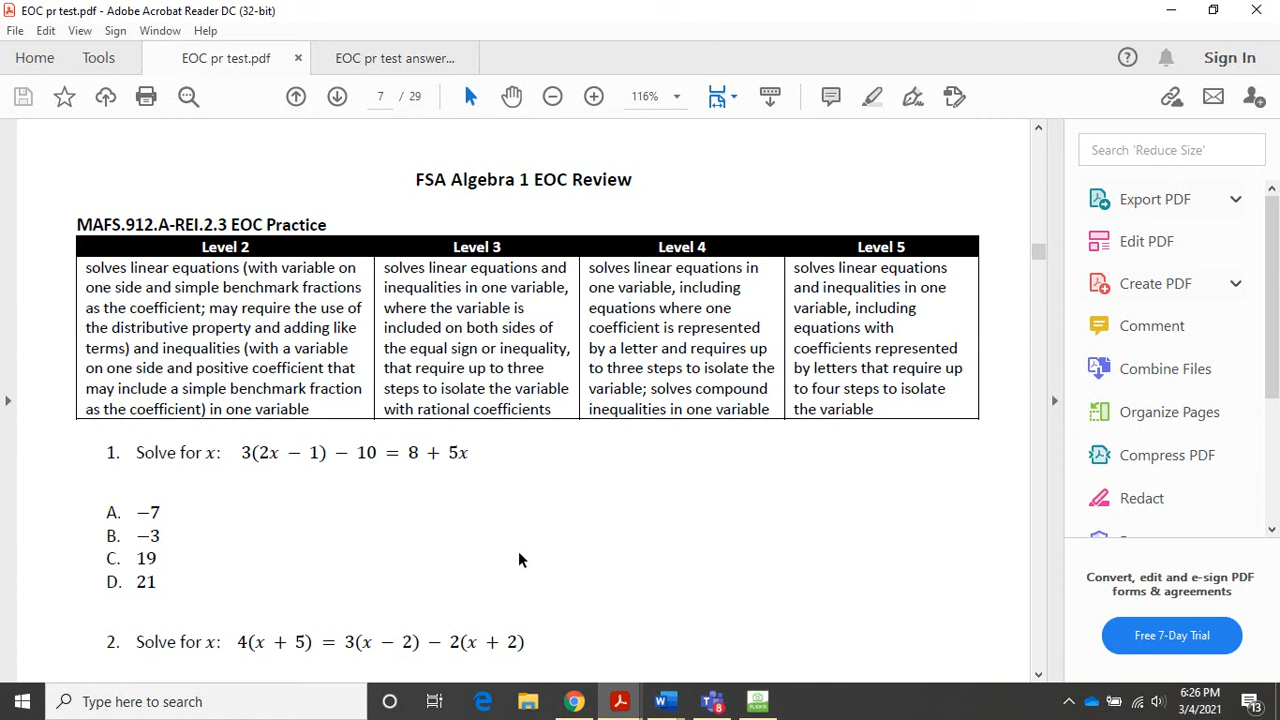 EOC pr test.pdf - Adobe Acrobat Reader DC (32-bit)
File Edit View Sign Window Help
Home Tools EOC pr test.pdf × EOC pr test answer... Sign In
7 / 29 116%
FSA Algebra 1 EOC Review
MAFS.912.A-REI.2.3 EOC Practice
Level 2 Level 3 Level 4 Level 5
solves linear equations (with variable on
one side and simple benchmark fractions
as the coefficient; may require the use of
the distributive property and adding like
terms) and inequalities (with a variable
on one side and positive coefficient that
may include a simple benchmark fraction
as the coefficient) in one variable
solves linear equations and
inequalities in one variable,
where the variable is
included on both sides of
the equal sign or inequality,
that require up to three
steps to isolate the variable
with rational coefficients
solves linear equations in
one variable, including
equations where one
coefficient is represented
by a letter and requires up
to three steps to isolate the
variable; solves compound
inequalities in one variable
solves linear equations
and inequalities in one
variable, including
equations with
coefficients represented
by letters that require up
to four steps to isolate
the variable
1. Solve for x: 3(2x − 1) − 10 = 8 + 5x
A. −7
B. −3
C. 19
D. 21
2. Solve for x: 4(x + 5) = 3(x − 2) − 2(x + 2)
Search 'Reduce Size'
Export PDF
Edit PDF
Create PDF
Comment
Combine Files
Organize Pages
Compress PDF
Redact
Convert, edit and e-sign PDF
forms & agreements
Free 7-Day Trial
Type here to search
8
6:26 PM
3/4/2021
13